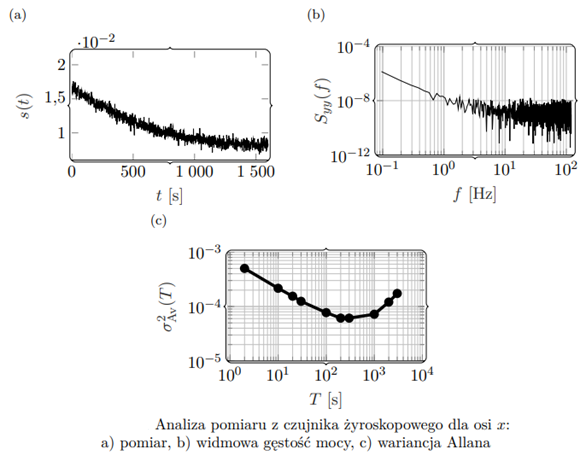 (a)
·10⁻²
2
1,5
1
s(t)
0
500
1 000
1 500
t [s]
(b)
10⁻⁴
10⁻⁸
10⁻¹²
S_yy(f)
10⁻¹
10⁰
10¹
10²
f [Hz]
(c)
10⁻³
10⁻⁴
10⁻⁵
σ²_Av(T)
10⁰
10¹
10²
10³
10⁴
T [s]
Analiza pomiaru z czujnika żyroskopowego dla osi x:
a) pomiar, b) widmowa gęstość mocy, c) wariancja Allana